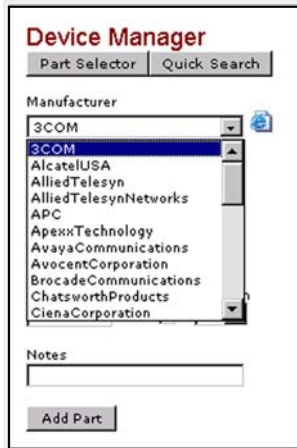 Device Manager
Part Selector Quick Search
Manufacturer
3COM
3COM
AlcatelUSA
AlliedTelesyn
AlliedTelesynNetworks
APC
ApexxTechnology
AvayaCommunications
AvocentCorporation
BrocadeCommunications
ChatsworthProducts
CienaCorporation
Notes
Add Part